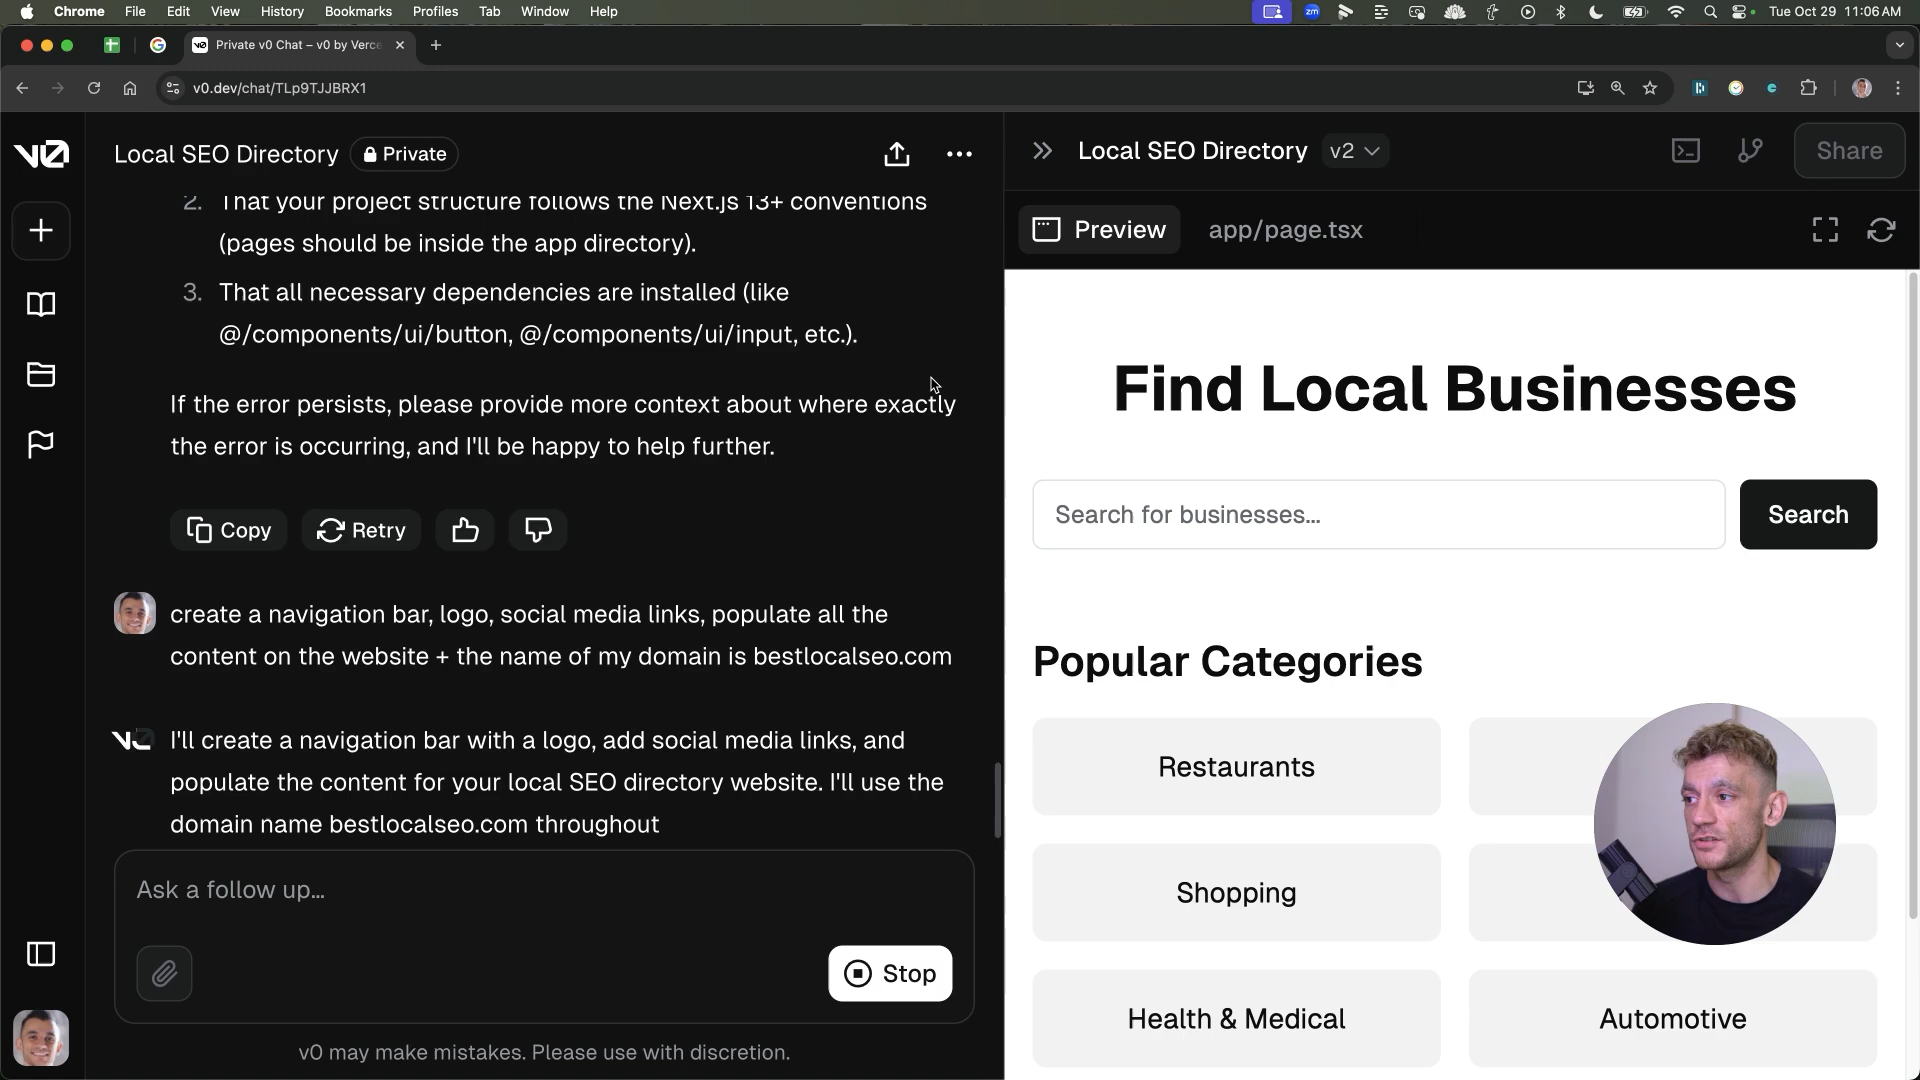 Chrome File Edit View History Bookmarks Profiles Tab Window Help
zm
Tue Oct 29 11:06 AM
Private v0 Chat – v0 by Verce
v0.dev/chat/TLp9TJJBRX1
Local SEO Directory
Private
2. That your project structure follows the Next.js 13+ conventions
(pages should be inside the app directory).
3. That all necessary dependencies are installed (like
@/components/ui/button, @/components/ui/input, etc.).
If the error persists, please provide more context about where exactly
the error is occurring, and I'll be happy to help further.
Copy
Retry
create a navigation bar, logo, social media links, populate all the
content on the website + the name of my domain is bestlocalseo.com
I'll create a navigation bar with a logo, add social media links, and
populate the content for your local SEO directory website. I'll use the
domain name bestlocalseo.com throughout
Ask a follow up...
Stop
v0 may make mistakes. Please use with discretion.
Local SEO Directory
v2
Share
Preview
app/page.tsx
Find Local Businesses
Search for businesses...
Search
Popular Categories
Restaurants
Shopping
Health & Medical
Automotive